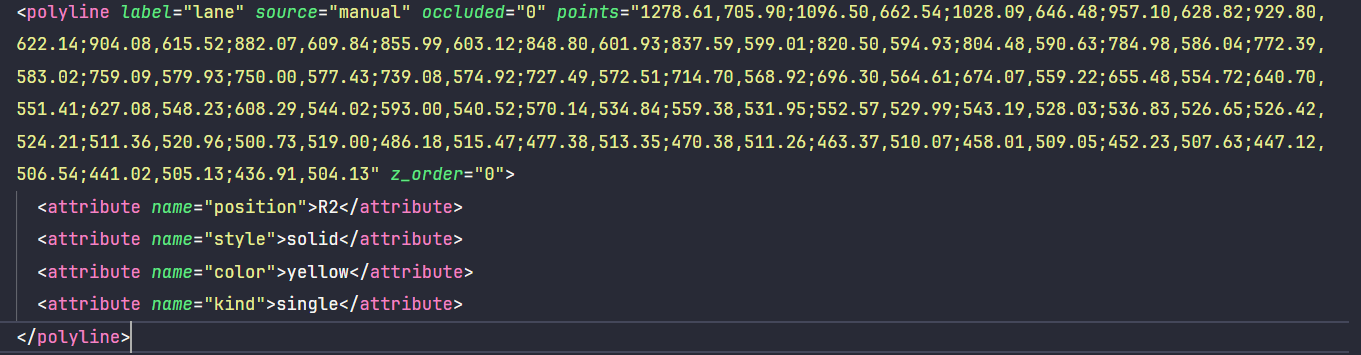 <polyline label="lane" source="manual" occluded="0" points="1278.61,705.90;1096.50,662.54;1028.09,646.48;957.10,628.82;929.80,
622.14;904.08,615.52;882.07,609.84;855.99,603.12;848.80,601.93;837.59,599.01;820.50,594.93;804.48,590.63;784.98,586.04;772.39,
583.02;759.09,579.93;750.00,577.43;739.08,574.92;727.49,572.51;714.70,568.92;696.30,564.61;674.07,559.22;655.48,554.72;640.70,
551.41;627.08,548.23;608.29,544.02;593.00,540.52;570.14,534.84;559.38,531.95;552.57,529.99;543.19,528.03;536.83,526.65;526.42,
524.21;511.36,520.96;500.73,519.00;486.18,515.47;477.38,513.35;470.38,511.26;463.37,510.07;458.01,509.05;452.23,507.63;447.12,
506.54;441.02,505.13;436.91,504.13" z_order="0">
<attribute name="position">R2</attribute>
<attribute name="style">solid</attribute>
<attribute name="color">yellow</attribute>
<attribute name="kind">single</attribute>
</polyline>